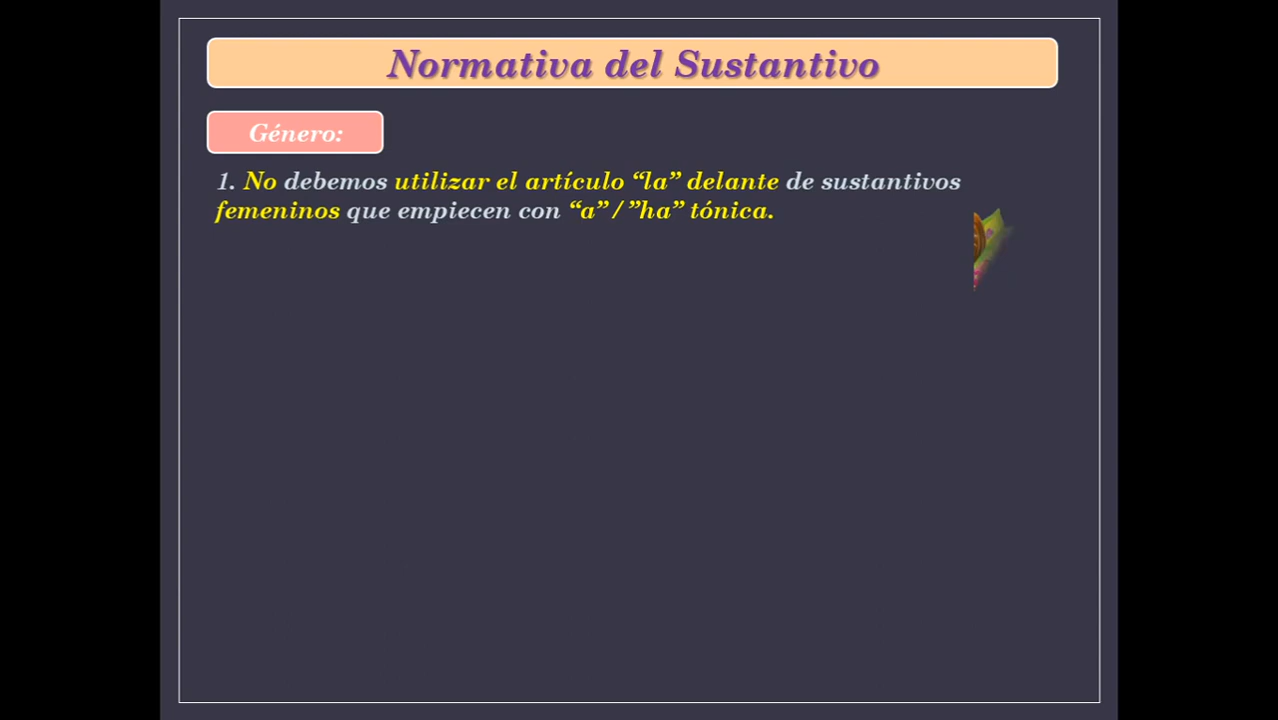 Normativa del Sustantivo
Género:
1. No debemos utilizar el artículo “la” delante de sustantivos
femeninos que empiecen con “a”/”ha” tónica.